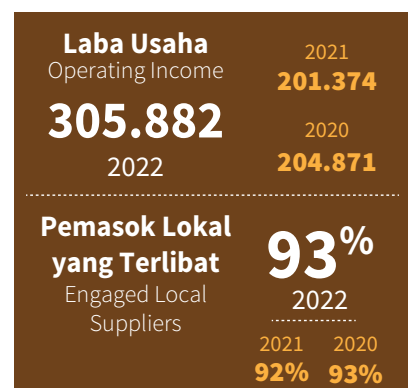 Laba Usaha
Operating Income
305.882
2022
2021
201.374
2020
204.871
Pemasok Lokal
yang Terlibat
Engaged Local
Suppliers
93%
2022
2021 2020
92% 93%